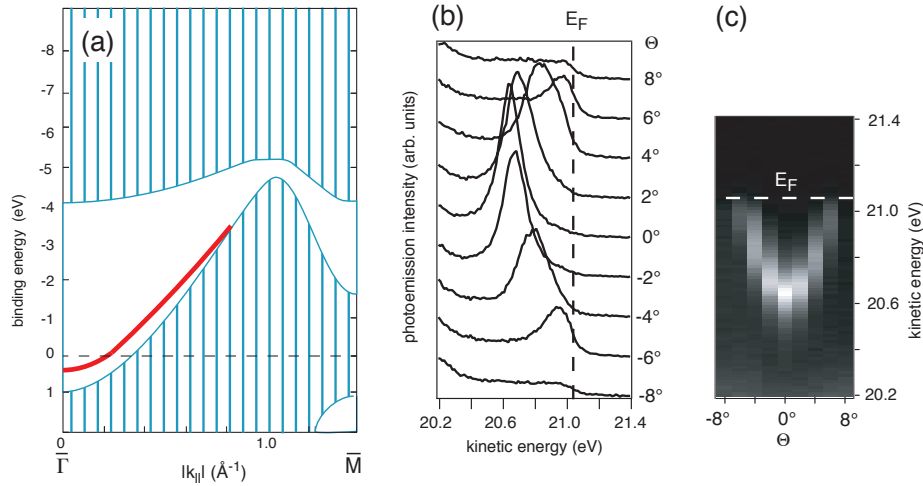 (a)
-8
-7
-6
-5
-4
-3
-2
-1
0
1
binding energy (eV)
0
1.0
Γ̅
|k||| (Å-1)
M̅
(b)
E_F
Θ
8°
6°
4°
2°
0°
-2°
-4°
-6°
-8°
photoemission intensity (arb. units)
20.2 20.6 21.0 21.4
kinetic energy (eV)
(c)
E_F
21.4
21.0
20.6
20.2
kinetic energy (eV)
-8° 0° 8°
Θ